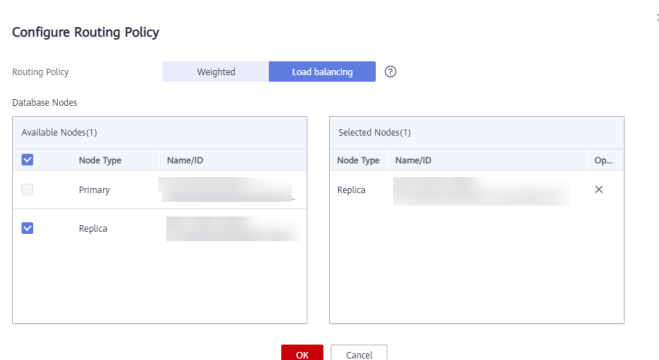 Configure Routing Policy
Routing Policy Weighted Load balancing ?
Database Nodes
Available Nodes(1)
Node Type Name/ID
Primary ..
Replica
Selected Nodes(1)
Node Type Name/ID Op...
Replica
OK Cancel